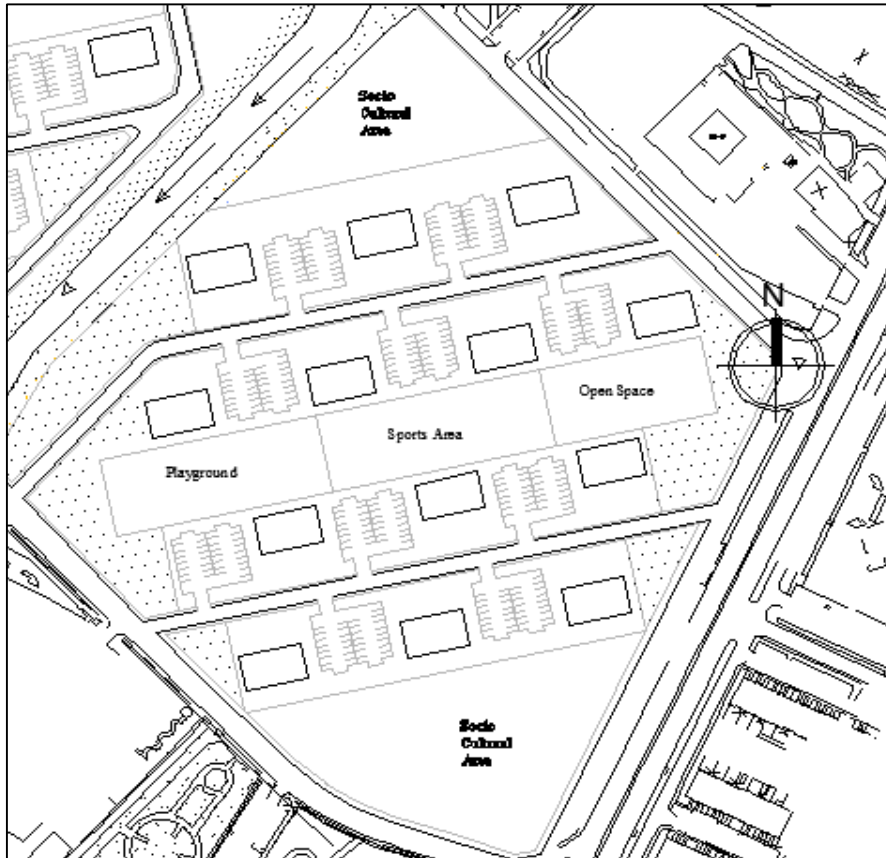 Socio
Cultural
Area
N
Open Space
Sports Area
Playground
Socio
Cultural
Area